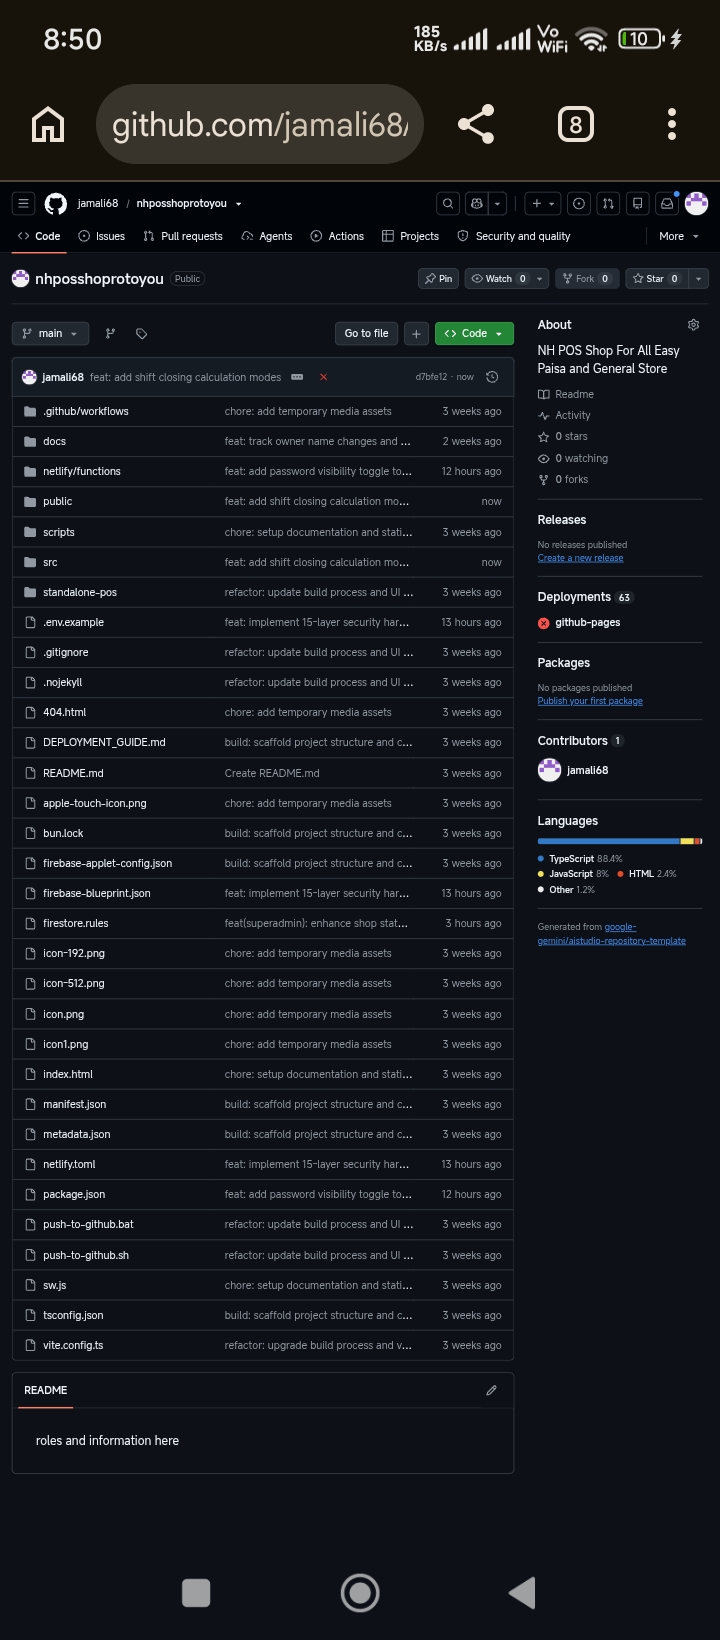 8:50
185
KB/s
Vo
WiFi
10
github.com/jamali68/
8
jamali68 / nhposshoprotoyou
Code Issues Pull requests Agents Actions Projects Security and quality More
nhposshoprotoyou Public
Pin Watch 0 Fork 0 Star 0
main Go to file Code
jamali68 feat: add shift closing calculation modes d7bfe12 · now
.github/workflows chore: add temporary media assets 3 weeks ago
docs feat: track owner name changes and ... 2 weeks ago
netlify/functions feat: add password visibility toggle to... 12 hours ago
public feat: add shift closing calculation mo... now
scripts chore: setup documentation and stati... 3 weeks ago
src feat: add shift closing calculation mo... now
standalone-pos refactor: update build process and UI ... 3 weeks ago
.env.example feat: implement 15-layer security har... 13 hours ago
.gitignore refactor: update build process and UI ... 3 weeks ago
.nojekyll refactor: update build process and UI ... 3 weeks ago
404.html chore: add temporary media assets 3 weeks ago
DEPLOYMENT_GUIDE.md build: scaffold project structure and c... 3 weeks ago
README.md Create README.md 3 weeks ago
apple-touch-icon.png chore: add temporary media assets 3 weeks ago
bun.lock build: scaffold project structure and c... 3 weeks ago
firebase-applet-config.json build: scaffold project structure and c... 3 weeks ago
firebase-blueprint.json feat: implement 15-layer security har... 13 hours ago
firestore.rules feat(superadmin): enhance shop stat... 3 hours ago
icon-192.png chore: add temporary media assets 3 weeks ago
icon-512.png chore: add temporary media assets 3 weeks ago
icon.png chore: add temporary media assets 3 weeks ago
icon1.png chore: add temporary media assets 3 weeks ago
index.html chore: setup documentation and stati... 3 weeks ago
manifest.json build: scaffold project structure and c... 3 weeks ago
metadata.json build: scaffold project structure and c... 3 weeks ago
netlify.toml feat: implement 15-layer security har... 13 hours ago
package.json feat: add password visibility toggle to... 12 hours ago
push-to-github.bat refactor: update build process and UI ... 3 weeks ago
push-to-github.sh refactor: update build process and UI ... 3 weeks ago
sw.js chore: setup documentation and stati... 3 weeks ago
tsconfig.json build: scaffold project structure and c... 3 weeks ago
vite.config.ts refactor: upgrade build process and v... 3 weeks ago
README
roles and information here
About
NH POS Shop For All Easy
Paisa and General Store
Readme
Activity
0 stars
0 watching
0 forks
Releases
No releases published
Create a new release
Deployments 63
github-pages
Packages
No packages published
Publish your first package
Contributors 1
jamali68
Languages
TypeScript 88.4%
JavaScript 8% HTML 2.4%
Other 1.2%
Generated from google-
gemini/aistudio-repository-template